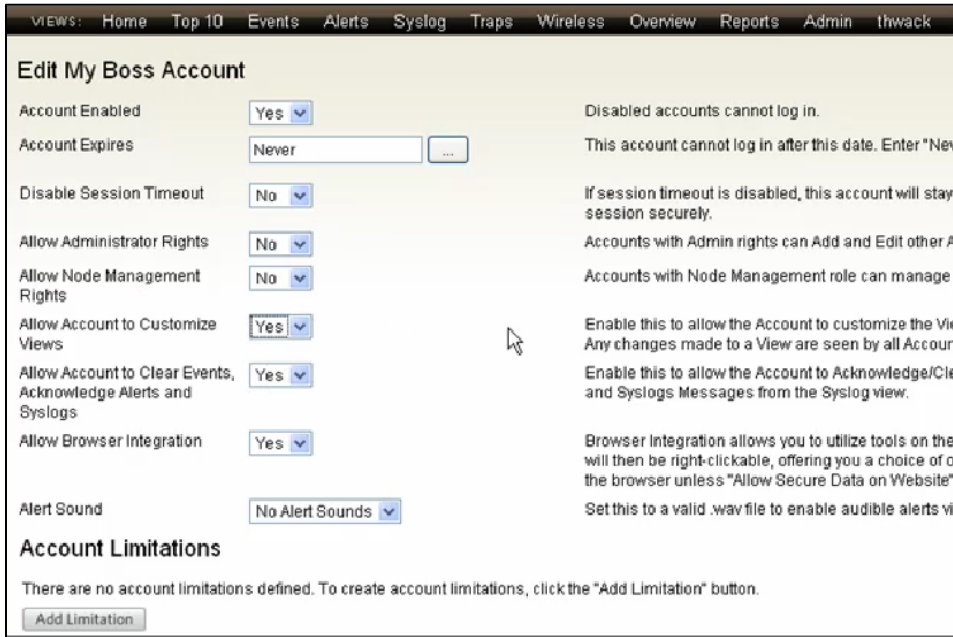 VIEWS: Home Top 10 Events Alerts Syslog Traps Wireless Overview Reports Admin thwack
Edit My Boss Account
Account Enabled Yes Disabled accounts cannot log in.
Account Expires Never ... This account cannot log in after this date. Enter "Nev
Disable Session Timeout No If session timeout is disabled, this account will stay
session securely.
Allow Administrator Rights No Accounts with Admin rights can Add and Edit other A
Allow Node Management
Rights No Accounts with Node Management role can manage
Allow Account to Customize
Views Yes Enable this to allow the Account to customize the Vie
Any changes made to a View are seen by all Accoun
Allow Account to Clear Events,
Acknowledge Alerts and
Syslogs Yes Enable this to allow the Account to Acknowledge/Cle
and Syslogs Messages from the Syslog view.
Allow Browser Integration Yes Browser Integration allows you to utilize tools on the
will then be right-clickable, offering you a choice of o
the browser unless "Allow Secure Data on Website"
Alert Sound No Alert Sounds Set this to a valid .wav file to enable audible alerts vi
Account Limitations
There are no account limitations defined. To create account limitations, click the "Add Limitation" button.
Add Limitation